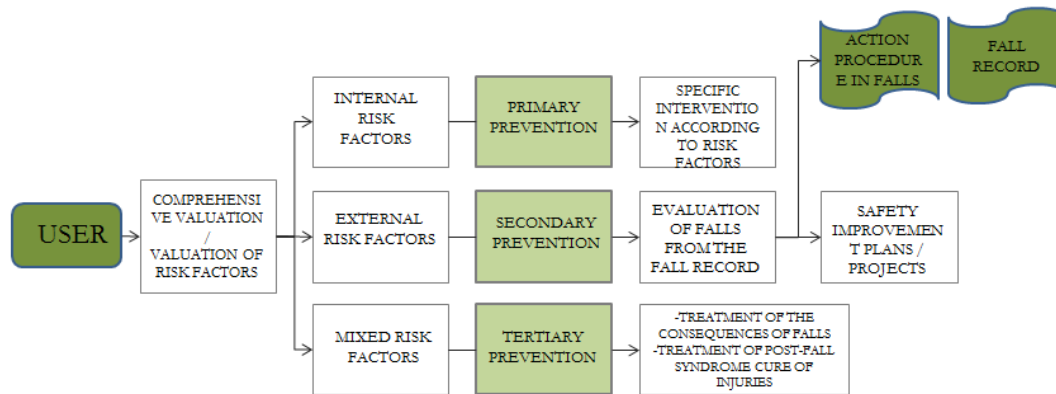 USER
COMPREHENSI
VE VALUATION
/
VALUATION OF
RISK FACTORS
INTERNAL
RISK
FACTORS
PRIMARY
PREVENTION
SPECIFIC
INTERVENTIO
N ACCORDING
TO RISK
FACTORS
EXTERNAL
RISK FACTORS
SECONDARY
PREVENTION
EVALUATION
OF FALLS
FROM THE
FALL RECORD
ACTION
PROCEDUR
E IN FALLS
FALL
RECORD
SAFETY
IMPROVEMEN
T PLANS /
PROJECTS
MIXED RISK
FACTORS
TERTIARY
PREVENTION
-TREATMENT OF THE
CONSEQUENCES OF FALLS
-TREATMENT OF POST-FALL
SYNDROME CURE OF
INJURIES